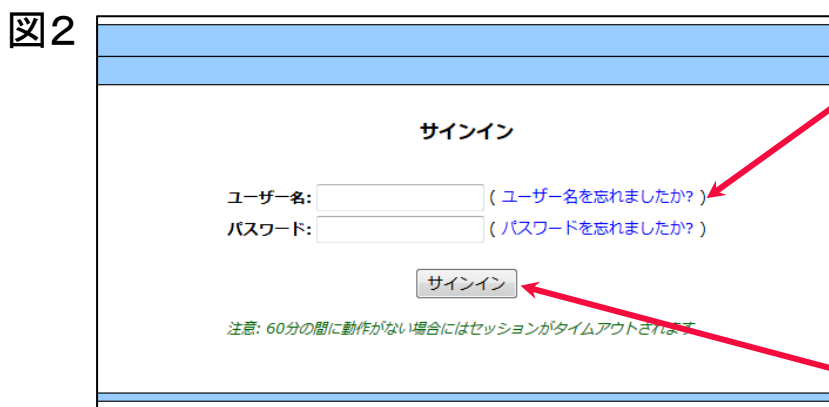 図2
サインイン
ユーザー名: ( ユーザー名を忘れましたか? )
パスワード: ( パスワードを忘れましたか? )
サインイン
注意: 60分の間に動作がない場合にはセッションがタイムアウトされます